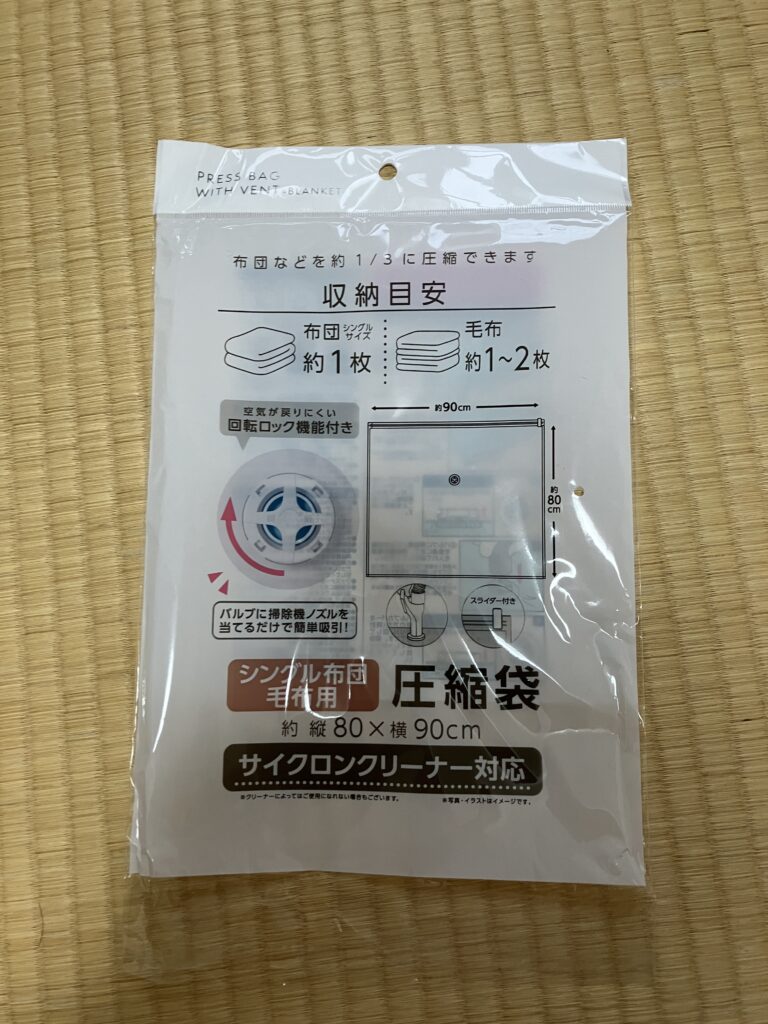 PRESS BAG
WITH VENT -BLANKET
布団などを約1/3に圧縮できます
収納目安
布団シングルサイズ
約1枚
毛布
約1~2枚
空気が戻りにくい
回転ロック機能付き
約90cm
約80cm
バルブに掃除機ノズルを
当てるだけで簡単吸引!
スライダー付き
シングル布団
毛布用
圧縮袋
約 縦80×横90cm
サイクロンクリーナー対応
※クリーナーによってはご使用になれない場合もございます。
※写真・イラストはイメージです。